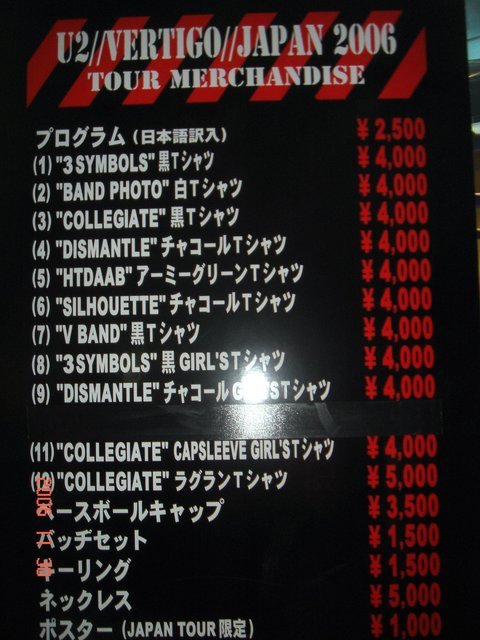 U2//VERTIGO//JAPAN 2006
TOUR MERCHANDISE
プログラム (日本語訳入) ¥2,500
(1) "3 SYMBOLS" 黒Tシャツ ¥4,000
(2) "BAND PHOTO" 白Tシャツ ¥4,000
(3) "COLLEGIATE" 黒Tシャツ ¥4,000
(4) "DISMANTLE" チャコールTシャツ ¥4,000
(5) "HTDAAB" アーミーグリーンTシャツ ¥4,000
(6) "SILHOUETTE" チャコールTシャツ ¥4,000
(7) "V BAND" 黒Tシャツ ¥4,000
(8) "3 SYMBOLS" 黒 GIRL'S Tシャツ ¥4,000
(9) "DISMANTLE" チャコール GIRL'S Tシャツ ¥4,000
(11) "COLLEGIATE" CAPSLEEVE GIRL'S Tシャツ ¥4,000
(12) "COLLEGIATE" ラグランTシャツ ¥5,000
ベースボールキャップ ¥3,500
バッヂセット ¥1,500
キーリング ¥1,500
ネックレス ¥5,000
ポスター (JAPAN TOUR 限定) ¥1,000